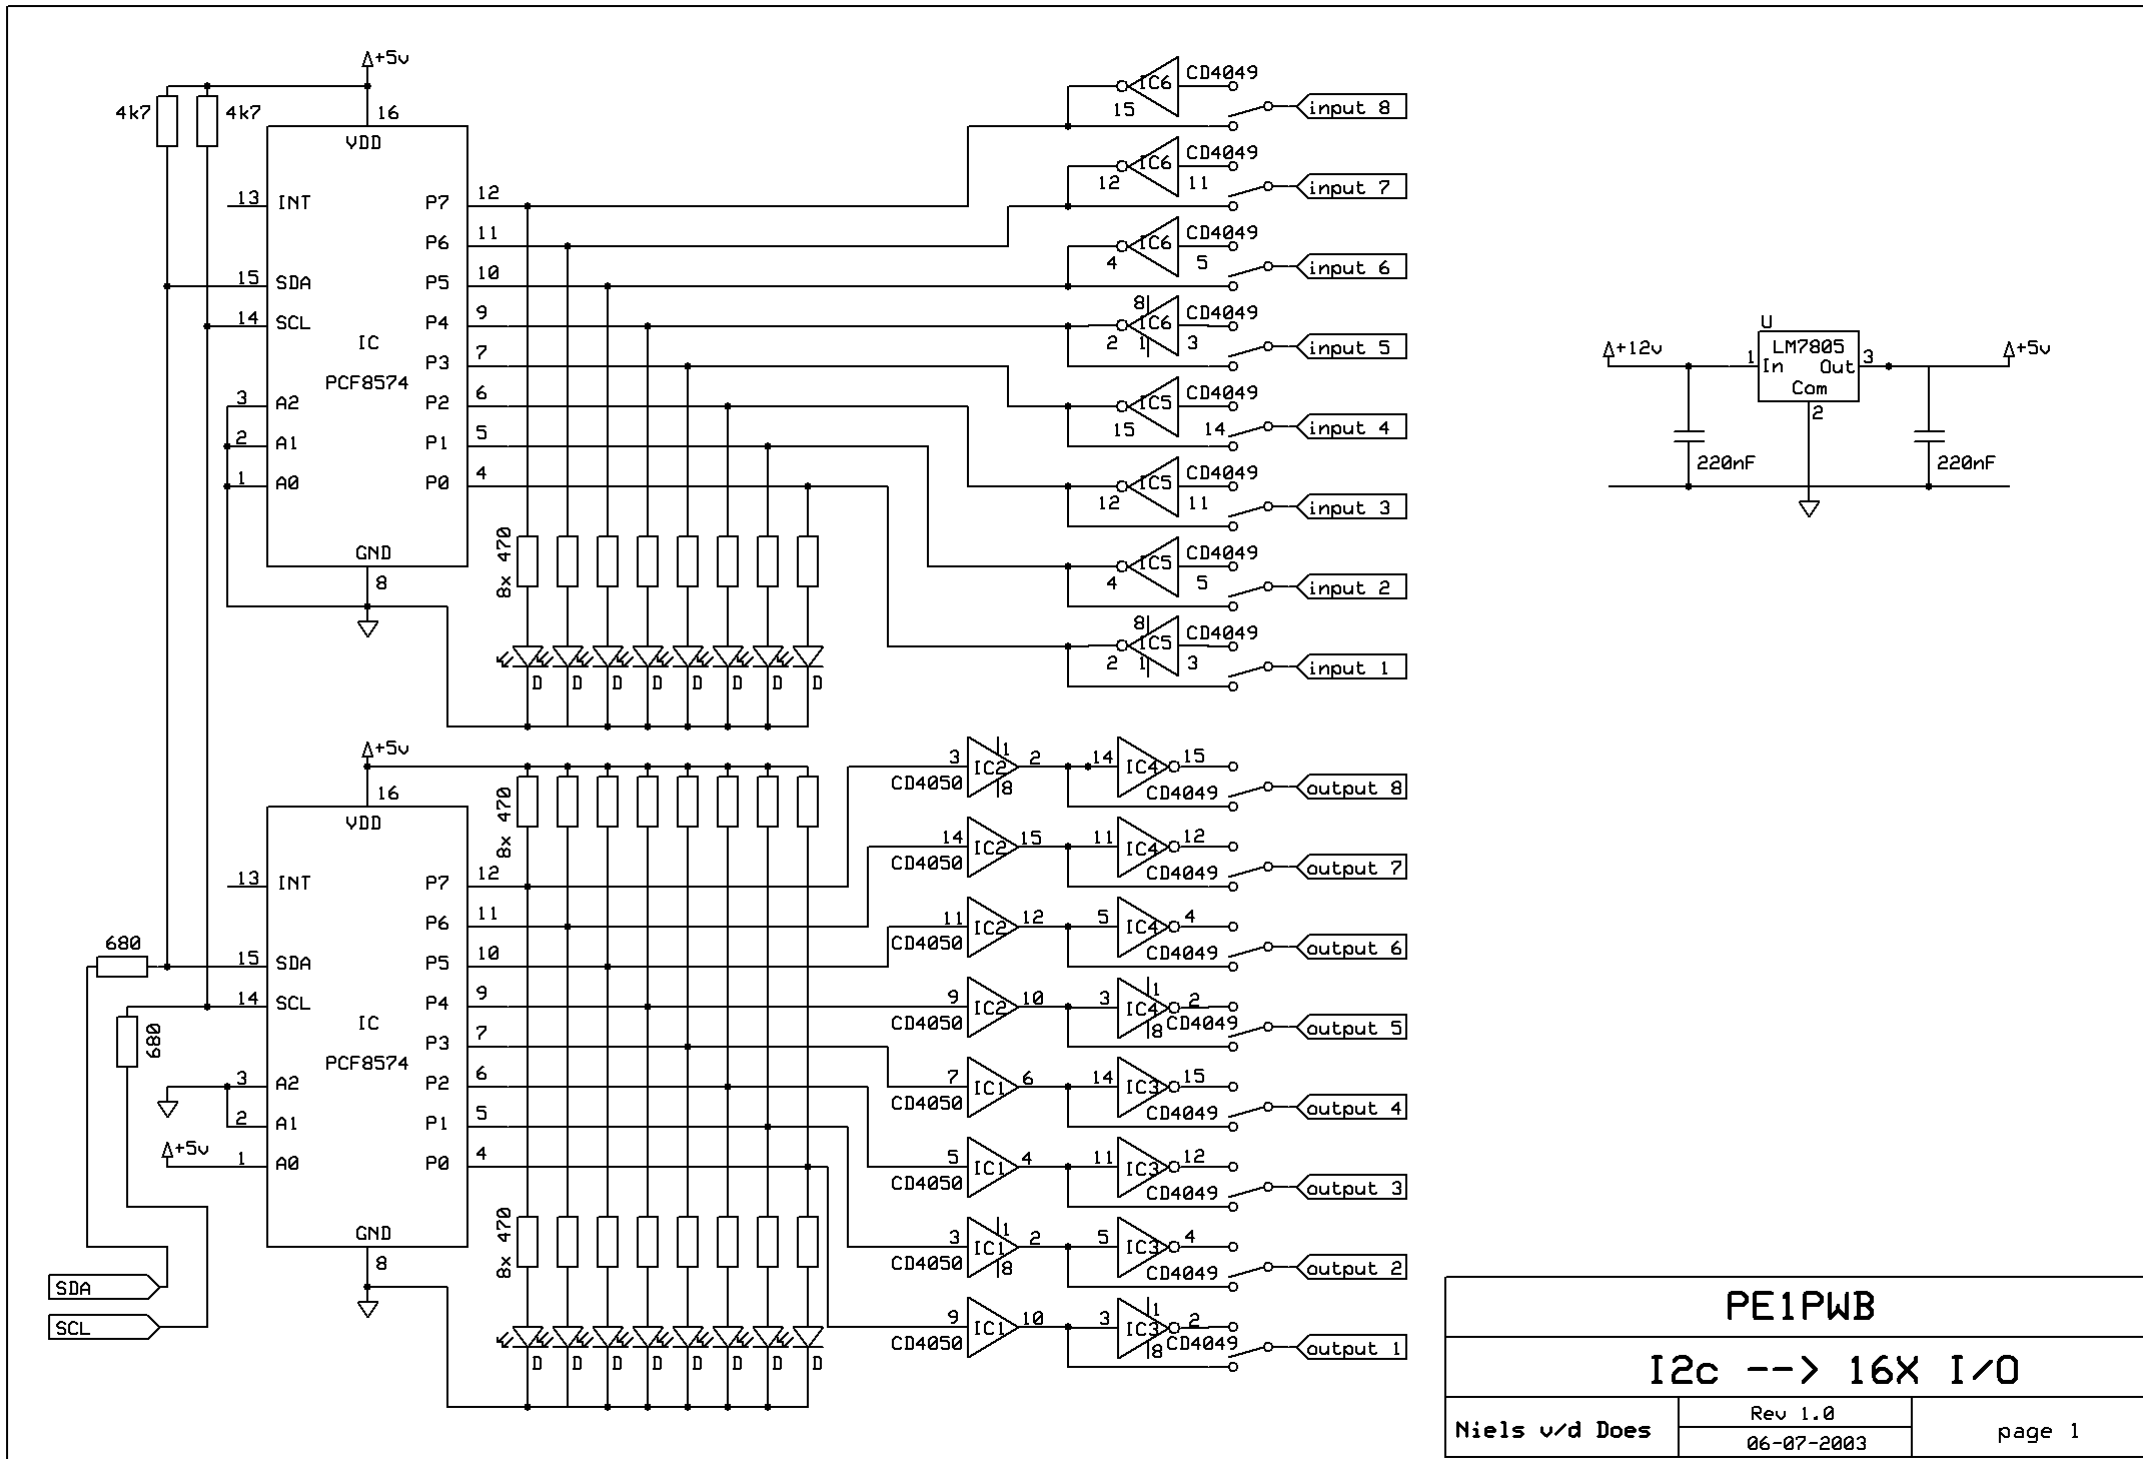 +5v
4k7
4k7
16
VDD
13 INT
15 SDA
14 SCL
IC
PCF8574
3 A2
2 A1
1 A0
GND
8
P7 12
P6 11
P5 10
P4 9
P3 7
P2 6
P1 5
P0 4
8x 470
D D D D D D D D
IC6 CD4049
15
input 8
IC6 CD4049
12 11
input 7
IC6 CD4049
4 5
input 6
8 IC6 CD4049
2 1 3
input 5
IC5 CD4049
15 14
input 4
IC5 CD4049
12 11
input 3
IC5 CD4049
4 5
input 2
8 IC5 CD4049
2 1 3
input 1
U
+12v
1 LM7805 3
In Out
Com
2
+5v
220nF
220nF
+5v
16
VDD
13 INT
680
15 SDA
14 SCL
680
IC
PCF8574
3 A2
2 A1
+5v
1 A0
GND
8
SDA
SCL
P7 12
P6 11
P5 10
P4 9
P3 7
P2 6
P1 5
P0 4
8x 470
8x 470
D D D D D D D D
3 IC2 1 2
CD4050 8
14 IC4 15
CD4049
output 8
14 IC2 15
CD4050
11 IC4 12
CD4049
output 7
11 IC2 12
CD4050
5 IC4 4
CD4049
output 6
9 IC2 10
CD4050
3 IC4 1 2
8 CD4049
output 5
7 IC1 6
CD4050
14 IC3 15
CD4049
output 4
5 IC1 4
CD4050
11 IC3 12
CD4049
output 3
3 IC1 1 2
CD4050 8
5 IC3 4
CD4049
output 2
9 IC1 10
CD4050
3 IC3 1 2
8 CD4049
output 1
PE1PWB
I2c --> 16X I/O
Niels v/d Does
Rev 1.0
06-07-2003
page 1